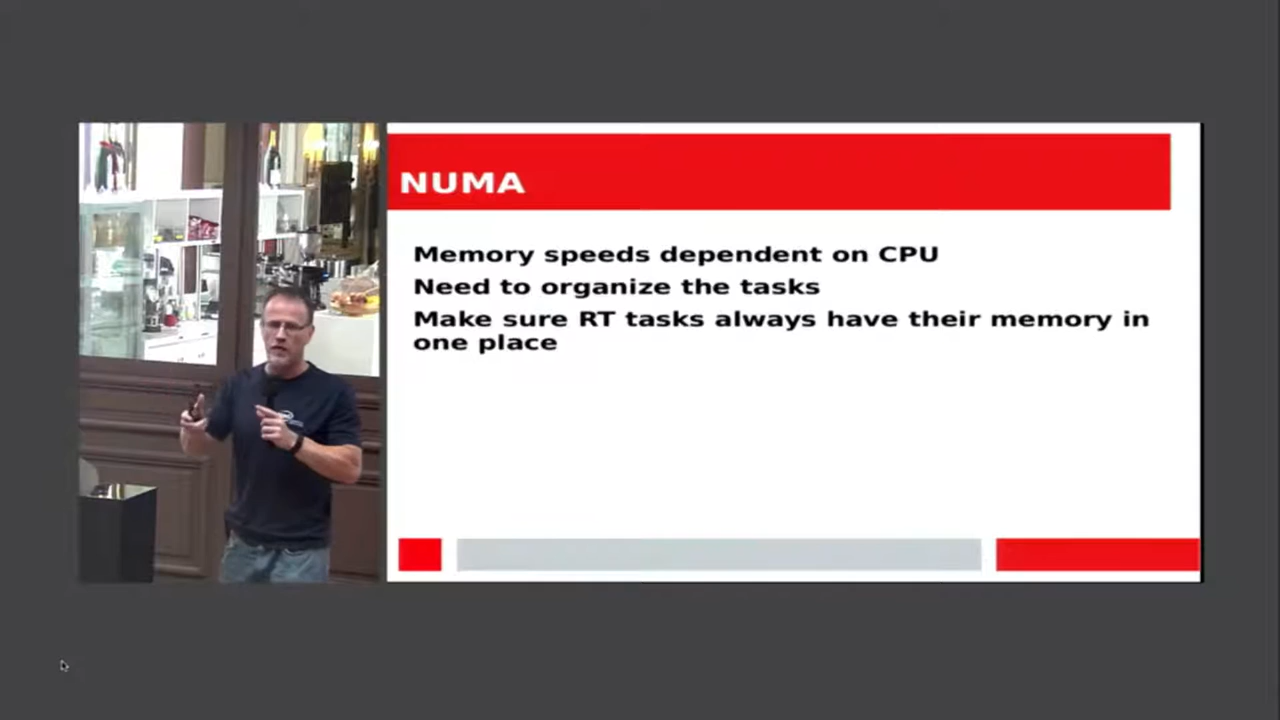 NUMA
Memory speeds dependent on CPU
Need to organize the tasks
Make sure RT tasks always have their memory in
one place